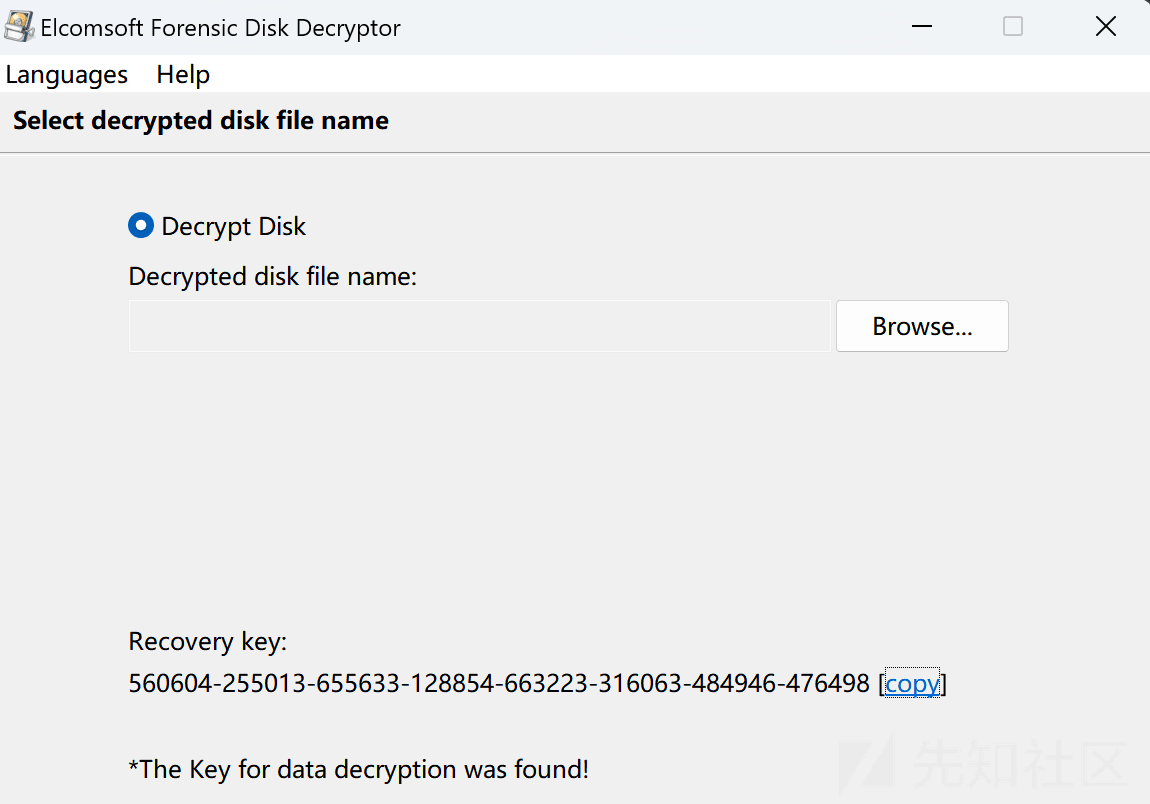 Elcomsoft Forensic Disk Decryptor
Languages Help
Select decrypted disk file name
Decrypt Disk
Decrypted disk file name:
Browse...
Recovery key:
560604-255013-655633-128854-663223-316063-484946-476498 [copy]
*The Key for data decryption was found!
先知社区